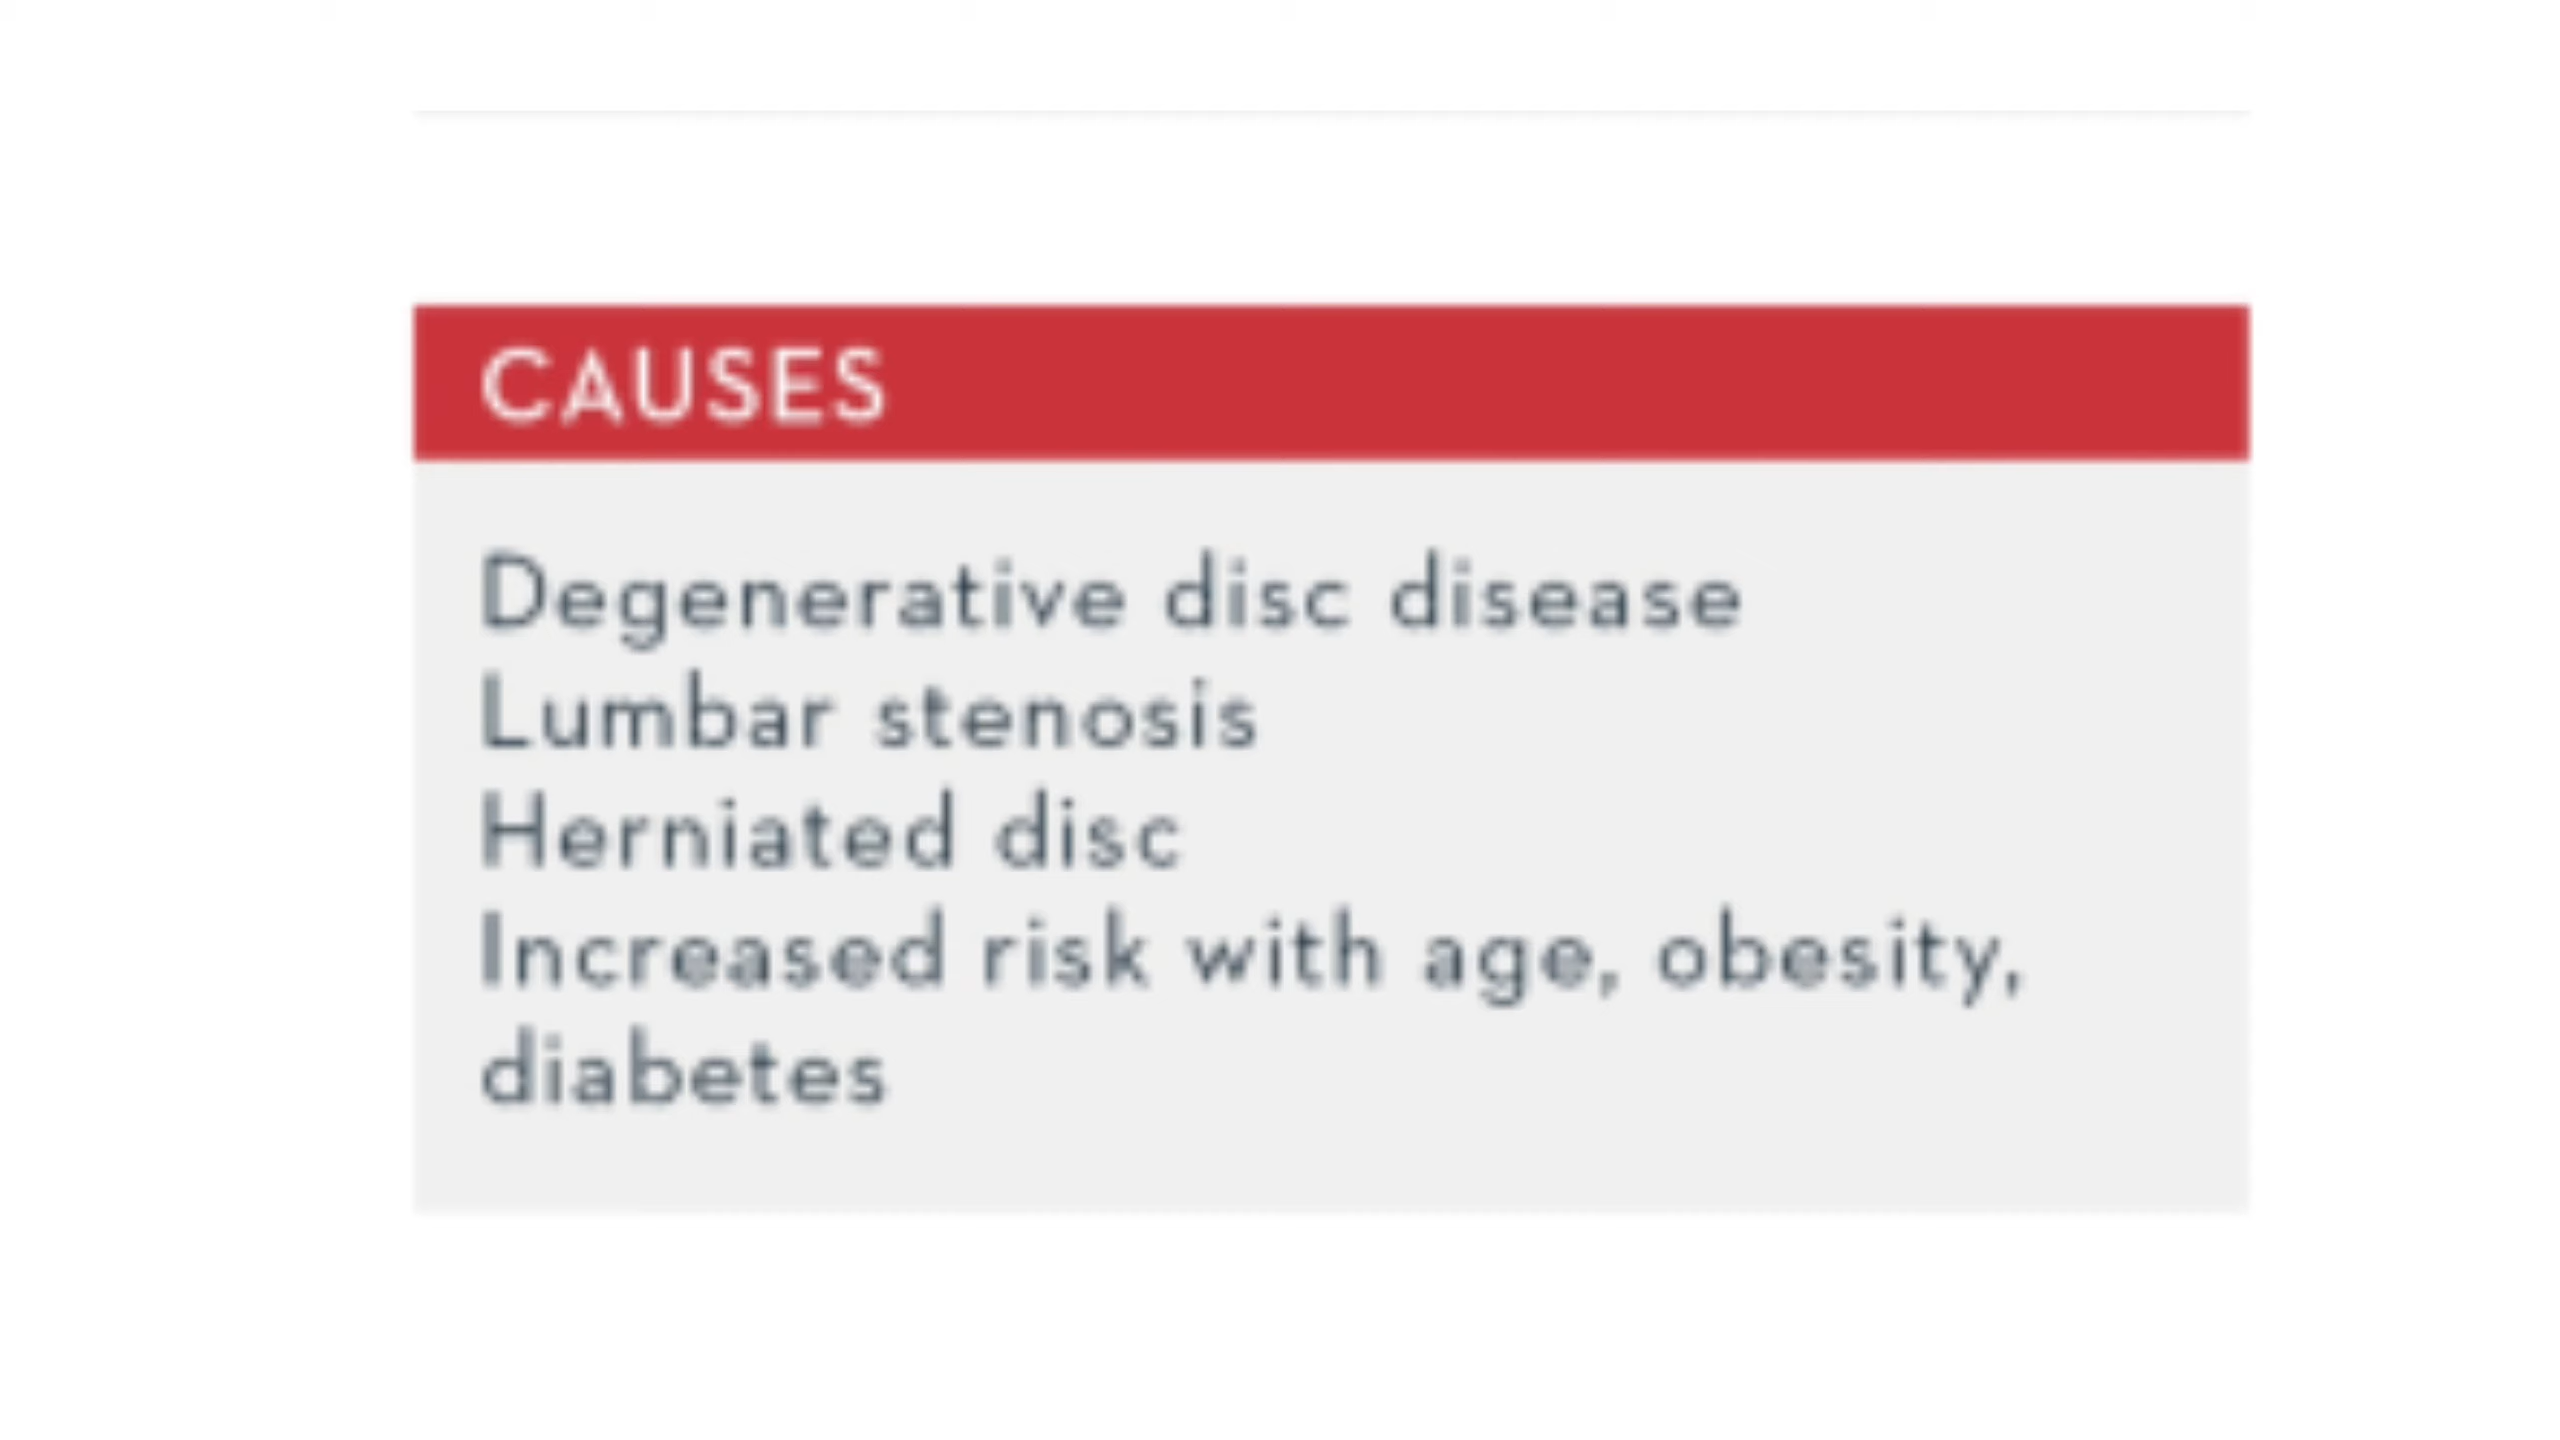 CAUSES
Degenerative disc disease
Lumbar stenosis
Herniated disc
Increased risk with age, obesity,
diabetes